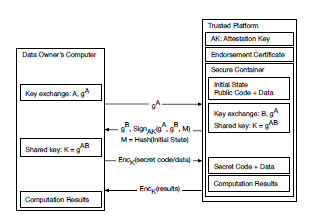 Trusted Platform
AK: Attestation Key
Endorsement Certificate
Secure Container
Initial State
Public Code + Data
Key exchange: B, g^A
Shared key: K = g^AB
Secret Code + Data
Computation Results
Data Owner's Computer
Key exchange: A, g^A
Shared key: K = g^AB
Computation Results
g^A
g^B, Sign_AK(g^A, g^B, M)
M = Hash(Initial State)
Enc_K(secret code/data)
Enc_K(results)